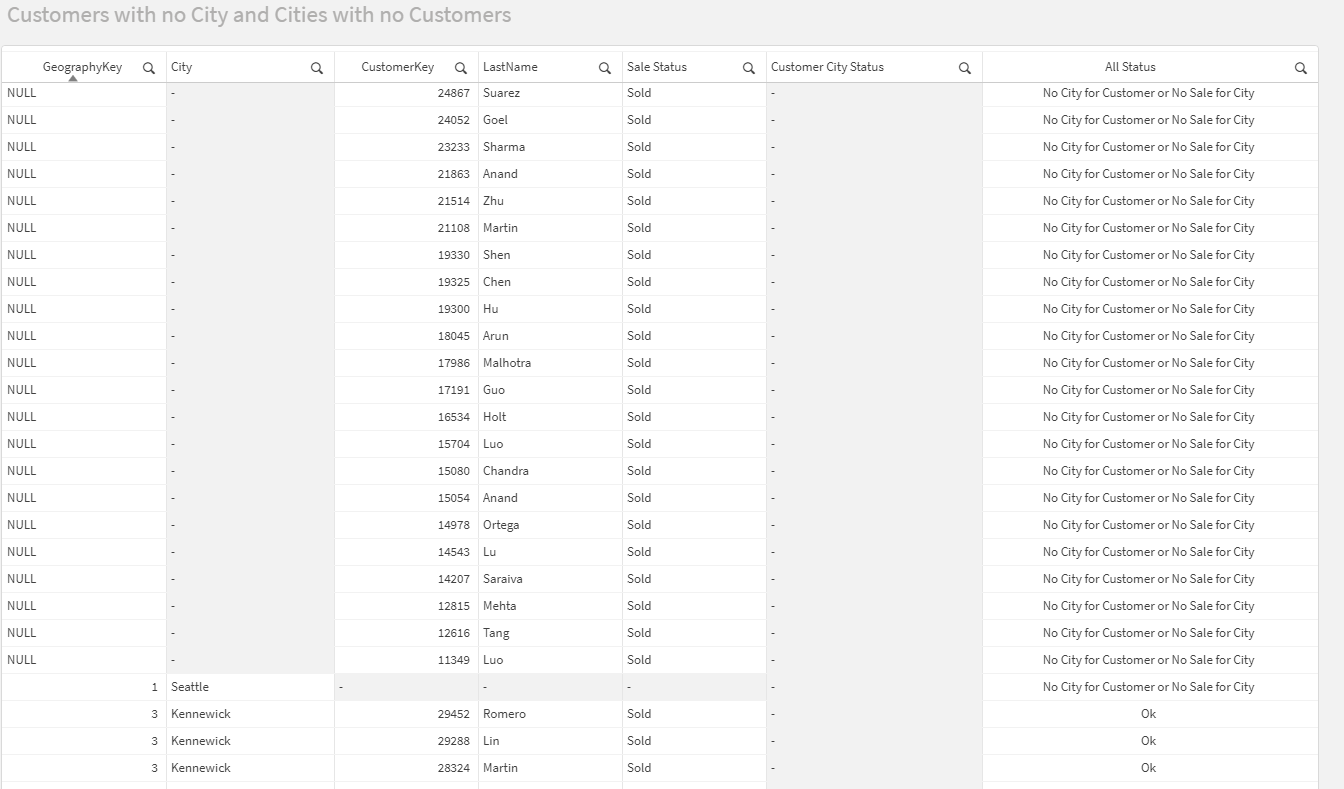 Customers with no City and Cities with no Customers
GeographyKey City CustomerKey LastName Sale Status Customer City Status All Status
NULL - 24867 Suarez Sold - No City for Customer or No Sale for City
NULL - 24052 Goel Sold - No City for Customer or No Sale for City
NULL - 23233 Sharma Sold - No City for Customer or No Sale for City
NULL - 21863 Anand Sold - No City for Customer or No Sale for City
NULL - 21514 Zhu Sold - No City for Customer or No Sale for City
NULL - 21108 Martin Sold - No City for Customer or No Sale for City
NULL - 19330 Shen Sold - No City for Customer or No Sale for City
NULL - 19325 Chen Sold - No City for Customer or No Sale for City
NULL - 19300 Hu Sold - No City for Customer or No Sale for City
NULL - 18045 Arun Sold - No City for Customer or No Sale for City
NULL - 17986 Malhotra Sold - No City for Customer or No Sale for City
NULL - 17191 Guo Sold - No City for Customer or No Sale for City
NULL - 16534 Holt Sold - No City for Customer or No Sale for City
NULL - 15704 Luo Sold - No City for Customer or No Sale for City
NULL - 15080 Chandra Sold - No City for Customer or No Sale for City
NULL - 15054 Anand Sold - No City for Customer or No Sale for City
NULL - 14978 Ortega Sold - No City for Customer or No Sale for City
NULL - 14543 Lu Sold - No City for Customer or No Sale for City
NULL - 14207 Saraiva Sold - No City for Customer or No Sale for City
NULL - 12815 Mehta Sold - No City for Customer or No Sale for City
NULL - 12616 Tang Sold - No City for Customer or No Sale for City
NULL - 11349 Luo Sold - No City for Customer or No Sale for City
1 Seattle - - - - No City for Customer or No Sale for City
3 Kennewick 29452 Romero Sold - Ok
3 Kennewick 29288 Lin Sold - Ok
3 Kennewick 28324 Martin Sold - Ok